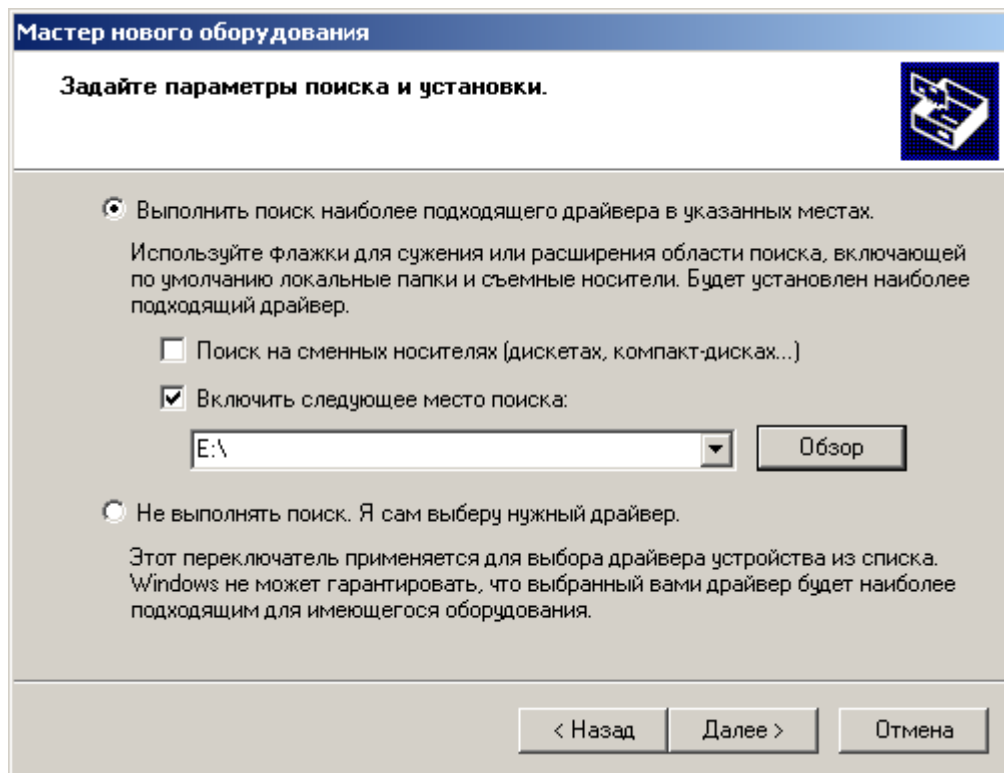 Мастер нового оборудования
Задайте параметры поиска и установки.
Выполнить поиск наиболее подходящего драйвера в указанных местах.
Используйте флажки для сужения или расширения области поиска, включающей
по умолчанию локальные папки и съемные носители. Будет установлен наиболее
подходящий драйвер.
Поиск на сменных носителях (дискетах, компакт-дисках...)
Включить следующее место поиска:
E:\
Обзор
Не выполнять поиск. Я сам выберу нужный драйвер.
Этот переключатель применяется для выбора драйвера устройства из списка.
Windows не может гарантировать, что выбранный вами драйвер будет наиболее
подходящим для имеющегося оборудования.
< Назад
Далее >
Отмена